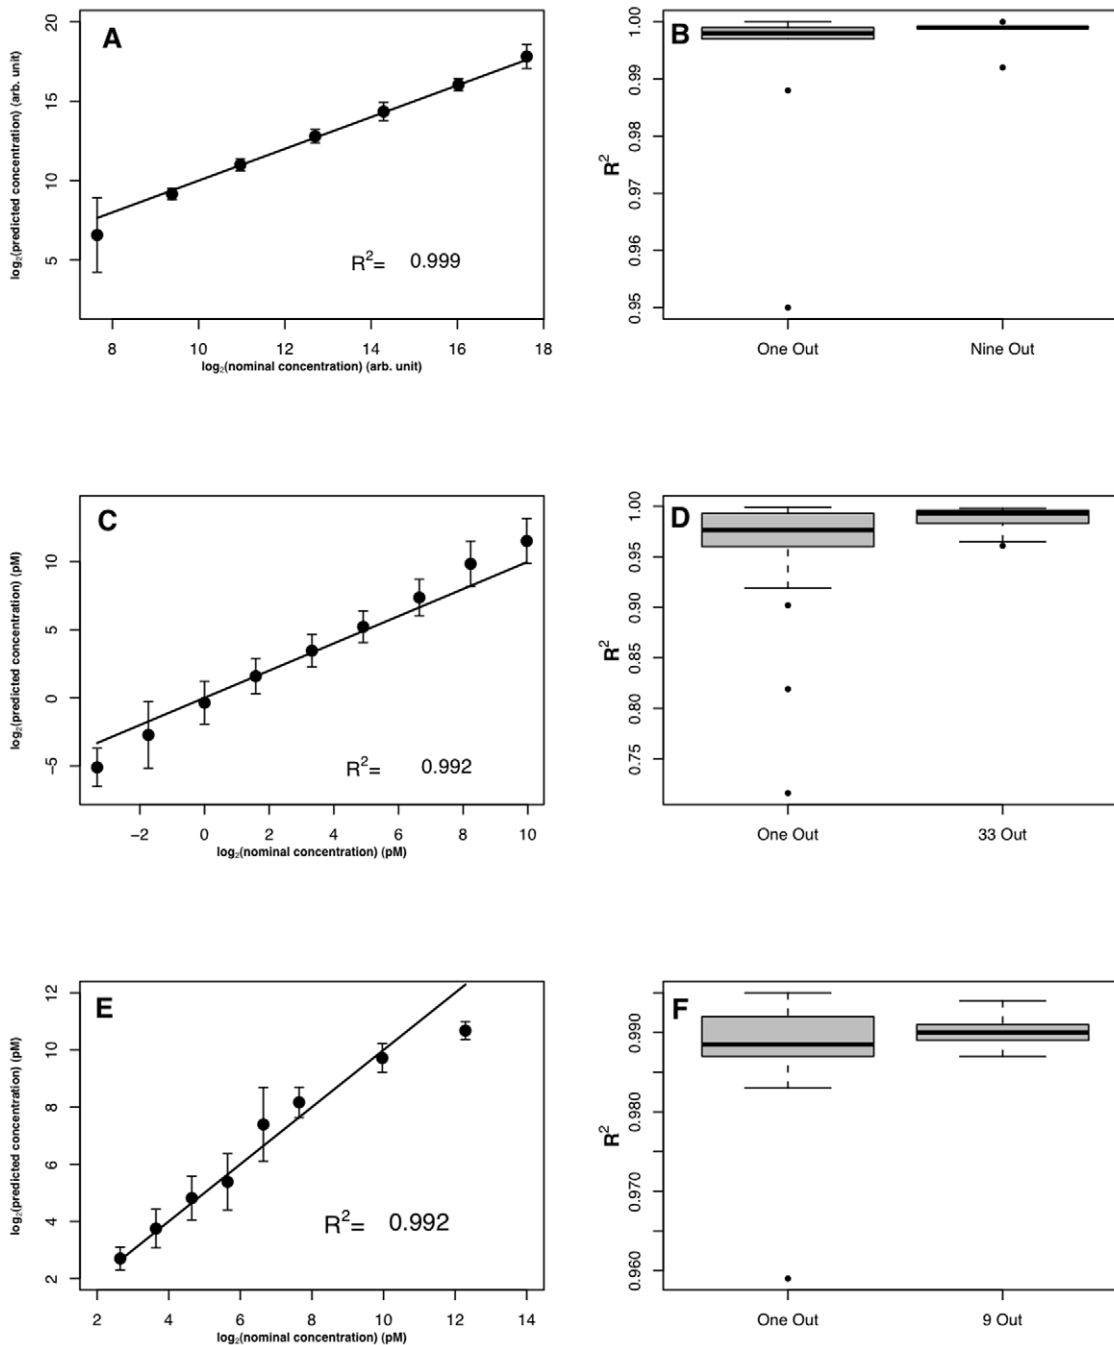 A
log₂(predicted concentration) (arb. unit)
20
15
10
5
R²= 0.999
8 10 12 14 16 18
log₂(nominal concentration) (arb. unit)
B
R²
1.00
0.99
0.98
0.97
0.96
0.95
One Out Nine Out
C
log₂(predicted concentration) (pM)
10
5
0
−5
R²= 0.992
−2 0 2 4 6 8 10
log₂(nominal concentration) (pM)
D
R²
1.00
0.95
0.90
0.85
0.80
0.75
One Out 33 Out
E
log₂(predicted concentration) (pM)
12
10
8
6
4
2
R²= 0.992
2 4 6 8 10 12 14
log₂(nominal concentration) (pM)
F
R²
0.990
0.980
0.970
0.960
One Out 9 Out